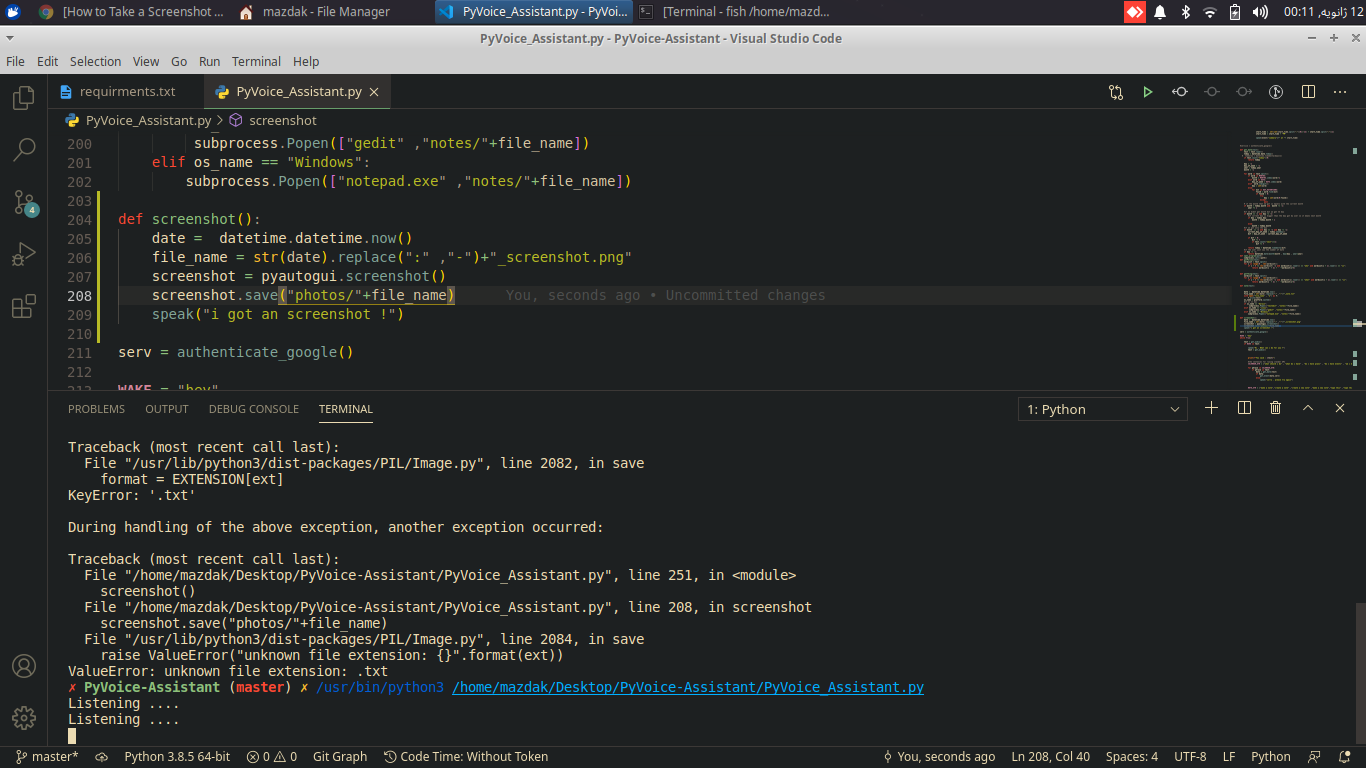 [How to Take a Screenshot ...
mazdak - File Manager
PyVoice_Assistant.py - PyVoi...
[Terminal - fish /home/mazd...
12 ژانویه, 00:11
PyVoice_Assistant.py - PyVoice-Assistant - Visual Studio Code
File Edit Selection View Go Run Terminal Help
requirments.txt
PyVoice_Assistant.py
PyVoice_Assistant.py > screenshot
200 subprocess.Popen(["gedit" ,"notes/"+file_name])
201 elif os_name == "Windows":
202 subprocess.Popen(["notepad.exe" ,"notes/"+file_name])
203
204 def screenshot():
205 date =  datetime.datetime.now()
206 file_name = str(date).replace(":" ,"-")+"_screenshot.png"
207 screenshot = pyautogui.screenshot()
208 screenshot.save("photos/"+file_name) You, seconds ago • Uncommitted changes
209 speak("i got an screenshot !")
210
211 serv = authenticate_google()
212
213 WAKE = "hey"
4
PROBLEMS OUTPUT DEBUG CONSOLE TERMINAL
1: Python
Traceback (most recent call last):
File "/usr/lib/python3/dist-packages/PIL/Image.py", line 2082, in save
format = EXTENSION[ext]
KeyError: '.txt'
During handling of the above exception, another exception occurred:
Traceback (most recent call last):
File "/home/mazdak/Desktop/PyVoice-Assistant/PyVoice_Assistant.py", line 251, in <module>
screenshot()
File "/home/mazdak/Desktop/PyVoice-Assistant/PyVoice_Assistant.py", line 208, in screenshot
screenshot.save("photos/"+file_name)
File "/usr/lib/python3/dist-packages/PIL/Image.py", line 2084, in save
raise ValueError("unknown file extension: {}".format(ext))
ValueError: unknown file extension: .txt
✗ PyVoice-Assistant (master) ✗ /usr/bin/python3 /home/mazdak/Desktop/PyVoice-Assistant/PyVoice_Assistant.py
Listening ....
Listening ....
master* Python 3.8.5 64-bit 0 0 Git Graph Code Time: Without Token You, seconds ago Ln 208, Col 40 Spaces: 4 UTF-8 LF Python